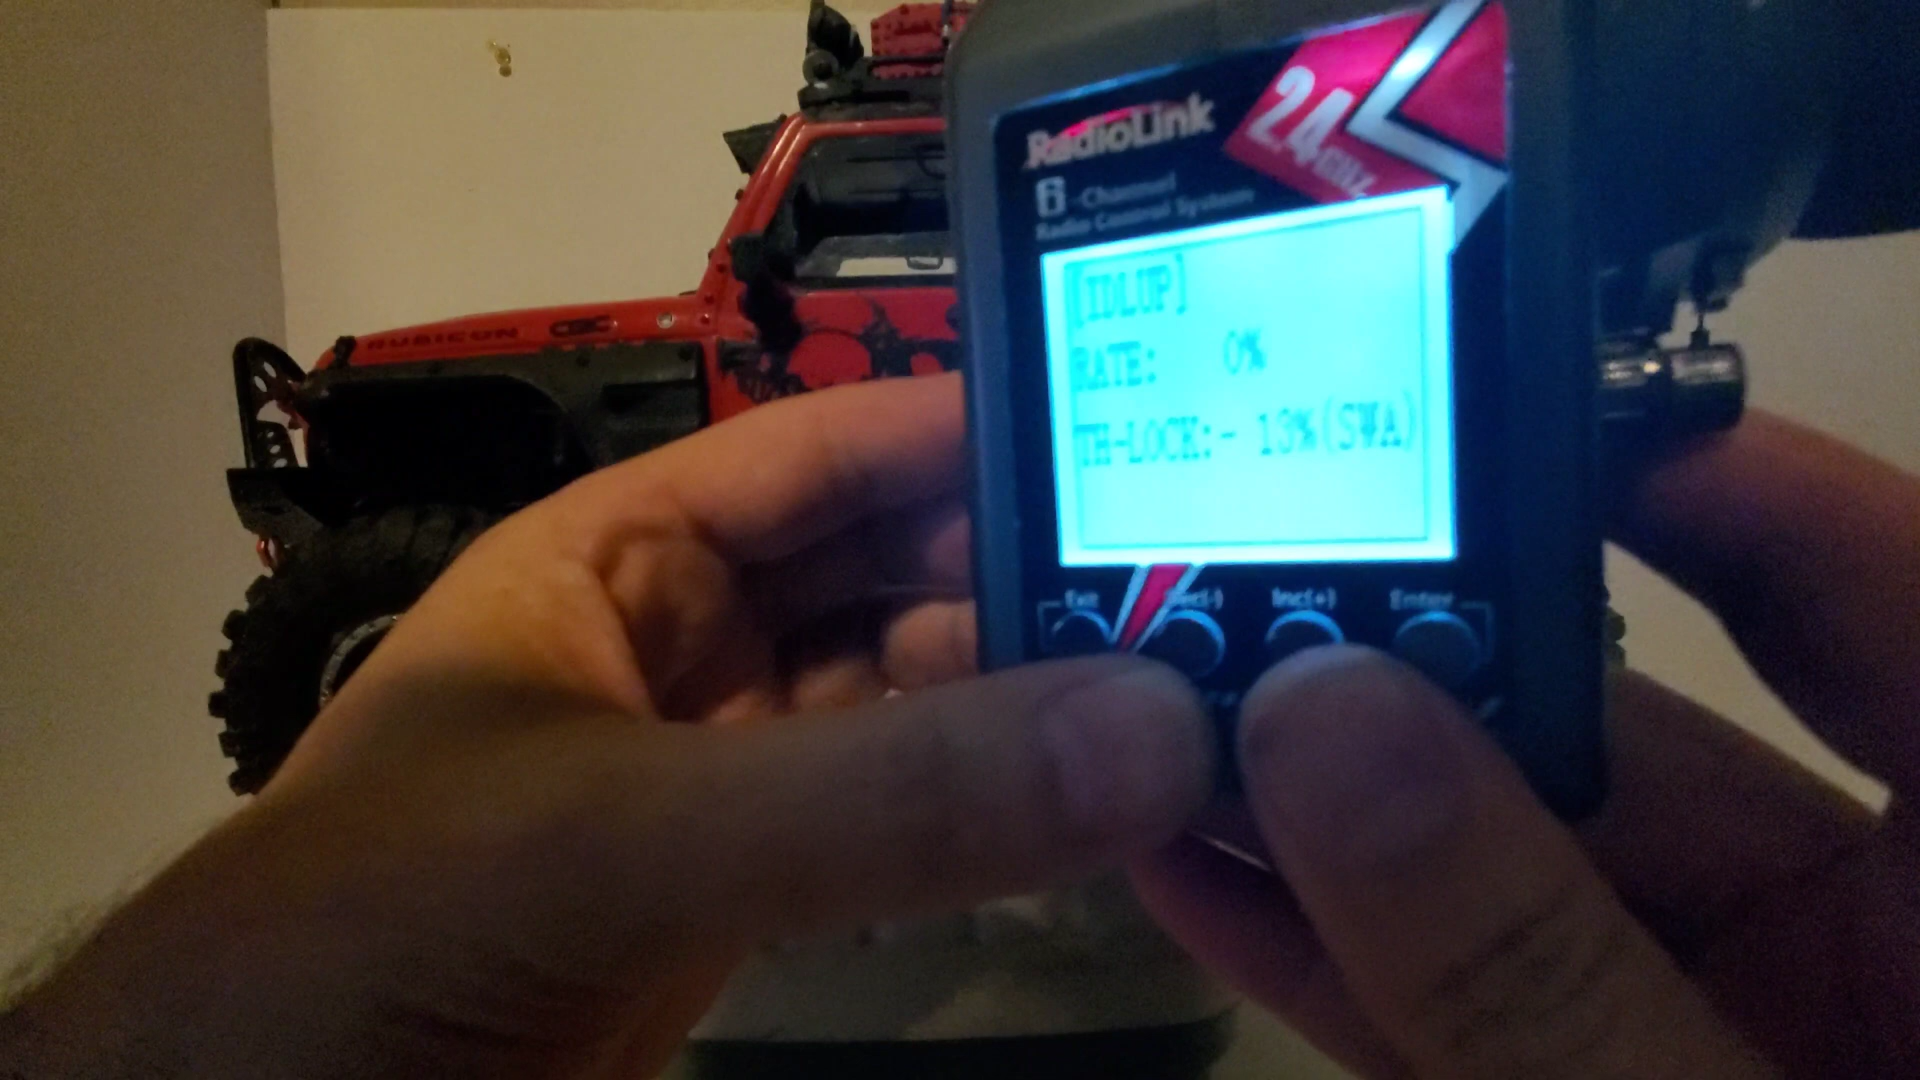 RadioLink
2.4GHz
6-Channel
Radio Control System
[IDLUP]
RATE: 0%
TH-LOCK:- 13%(SWA)
Exit Dec(-) Inc(+) Enter
RUBICON